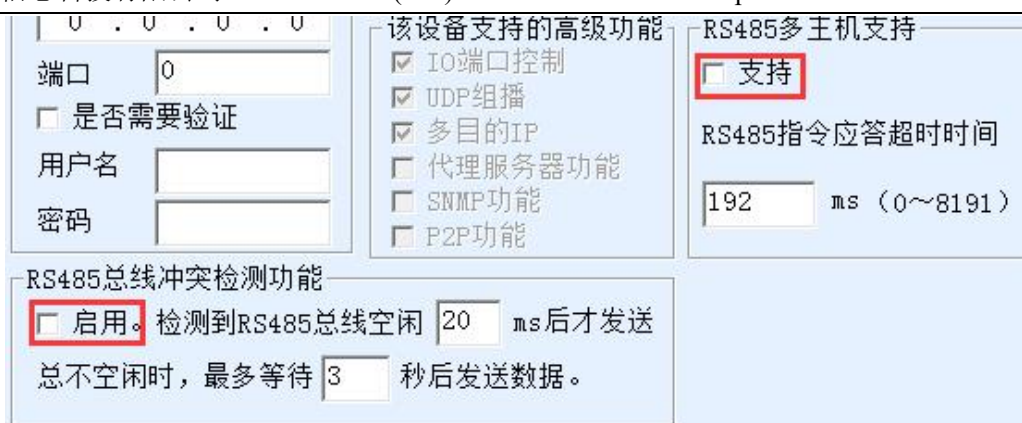 0 . 0 . 0 . 0
端口 0
是否需要验证
用户名
密码
该设备支持的高级功能
IO端口控制
UDP组播
多目的IP
代理服务器功能
SNMP功能
P2P功能
RS485多主机支持
支持
RS485指令应答超时时间
192 ms (0~8191)
RS485总线冲突检测功能
启用。检测到RS485总线空闲 20 ms后才发送
总不空闲时，最多等待 3 秒后发送数据。